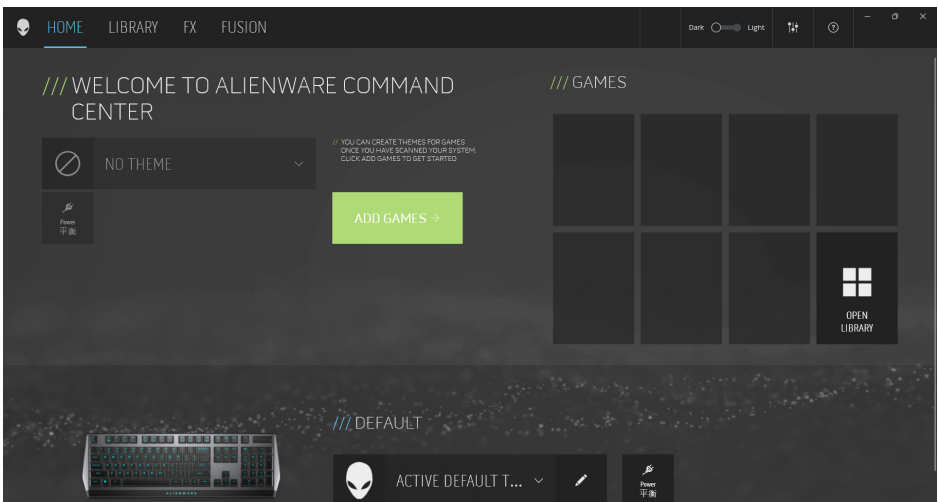 HOME LIBRARY FX FUSION
Dark Light
/// WELCOME TO ALIENWARE COMMAND
CENTER
NO THEME
// YOU CAN CREATE THEMES FOR GAMES
ONCE YOU HAVE SCANNED YOUR SYSTEM.
CLICK ADD GAMES TO GET STARTED
Power
平衡
ADD GAMES →
/// GAMES
OPEN
LIBRARY
/// DEFAULT
ALIENWARE
ACTIVE DEFAULT T...
Power
平衡